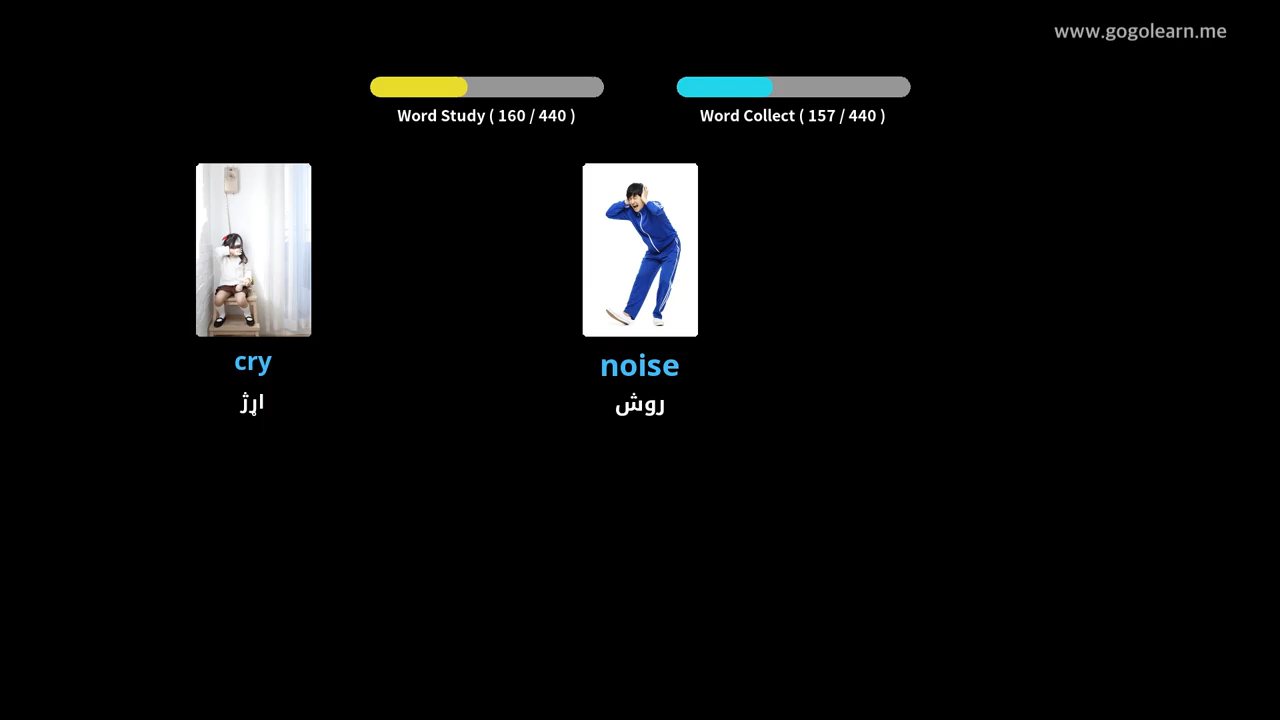 www.gogolearn.me
Word Study ( 160 / 440 )
Word Collect ( 157 / 440 )
cry
اړژ
noise
روش